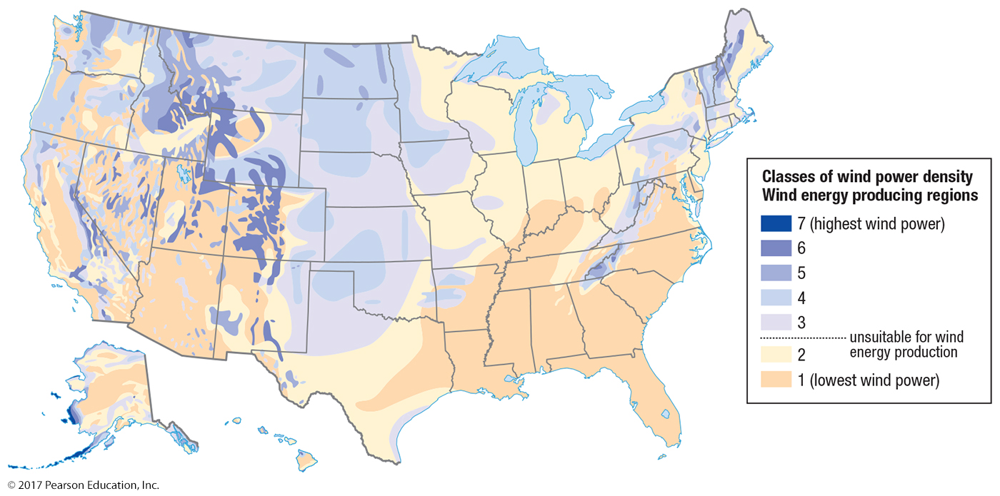 Classes of wind power density
Wind energy producing regions
7 (highest wind power)
6
5
4
3
unsuitable for wind
energy production
2
1 (lowest wind power)
© 2017 Pearson Education, Inc.